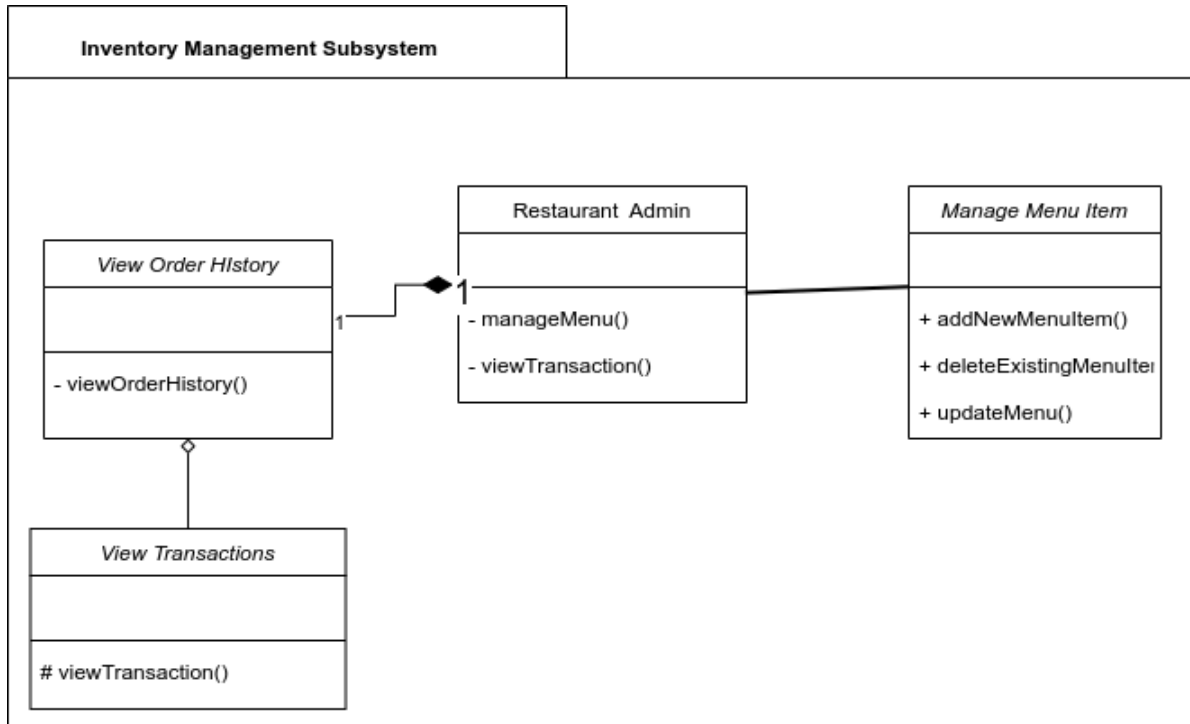 Inventory Management Subsystem
Restaurant Admin
- manageMenu()
- viewTransaction()
Manage Menu Item
+ addNewMenuItem()
+ deleteExistingMenuIter
+ updateMenu()
View Order HIstory
- viewOrderHistory()
1
1
View Transactions
# viewTransaction()